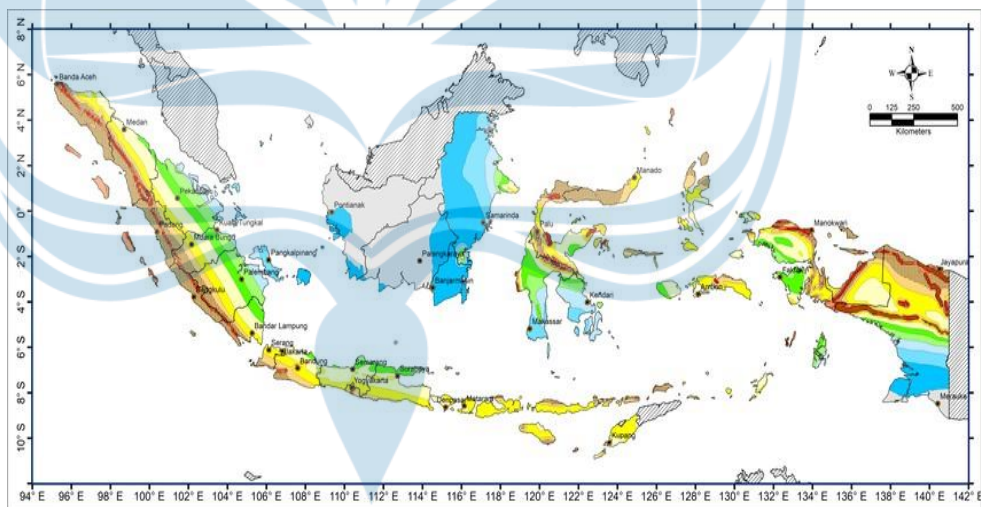 8° N
6° N
4° N
2° N
0°
2° S
4° S
6° S
8° S
10° S
Banda Aceh
Medan
Padang
Muara Bungo
Kuala Tungkal
Pangkalpinang
Palembang
Bengkulu
Bandar Lampung
Serang
Jakarta
Bandung
Semarang
Yogyakarta
Surabaya
Denpasar
Mataram
Kupang
Pontianak
Samarinda
Banjarmasin
Manado
Palu
Kendari
Makassar
Ambon
Manokwari
Jayapura
Merauke
N
W E
S
0 125 250 500
Kilometers
94° E 96° E 98° E 100° E 102° E 104° E 106° E 108° E 110° E 112° E 114° E 116° E 118° E 120° E 122° E 124° E 126° E 128° E 130° E 132° E 134° E 136° E 138° E 140° E 142° E